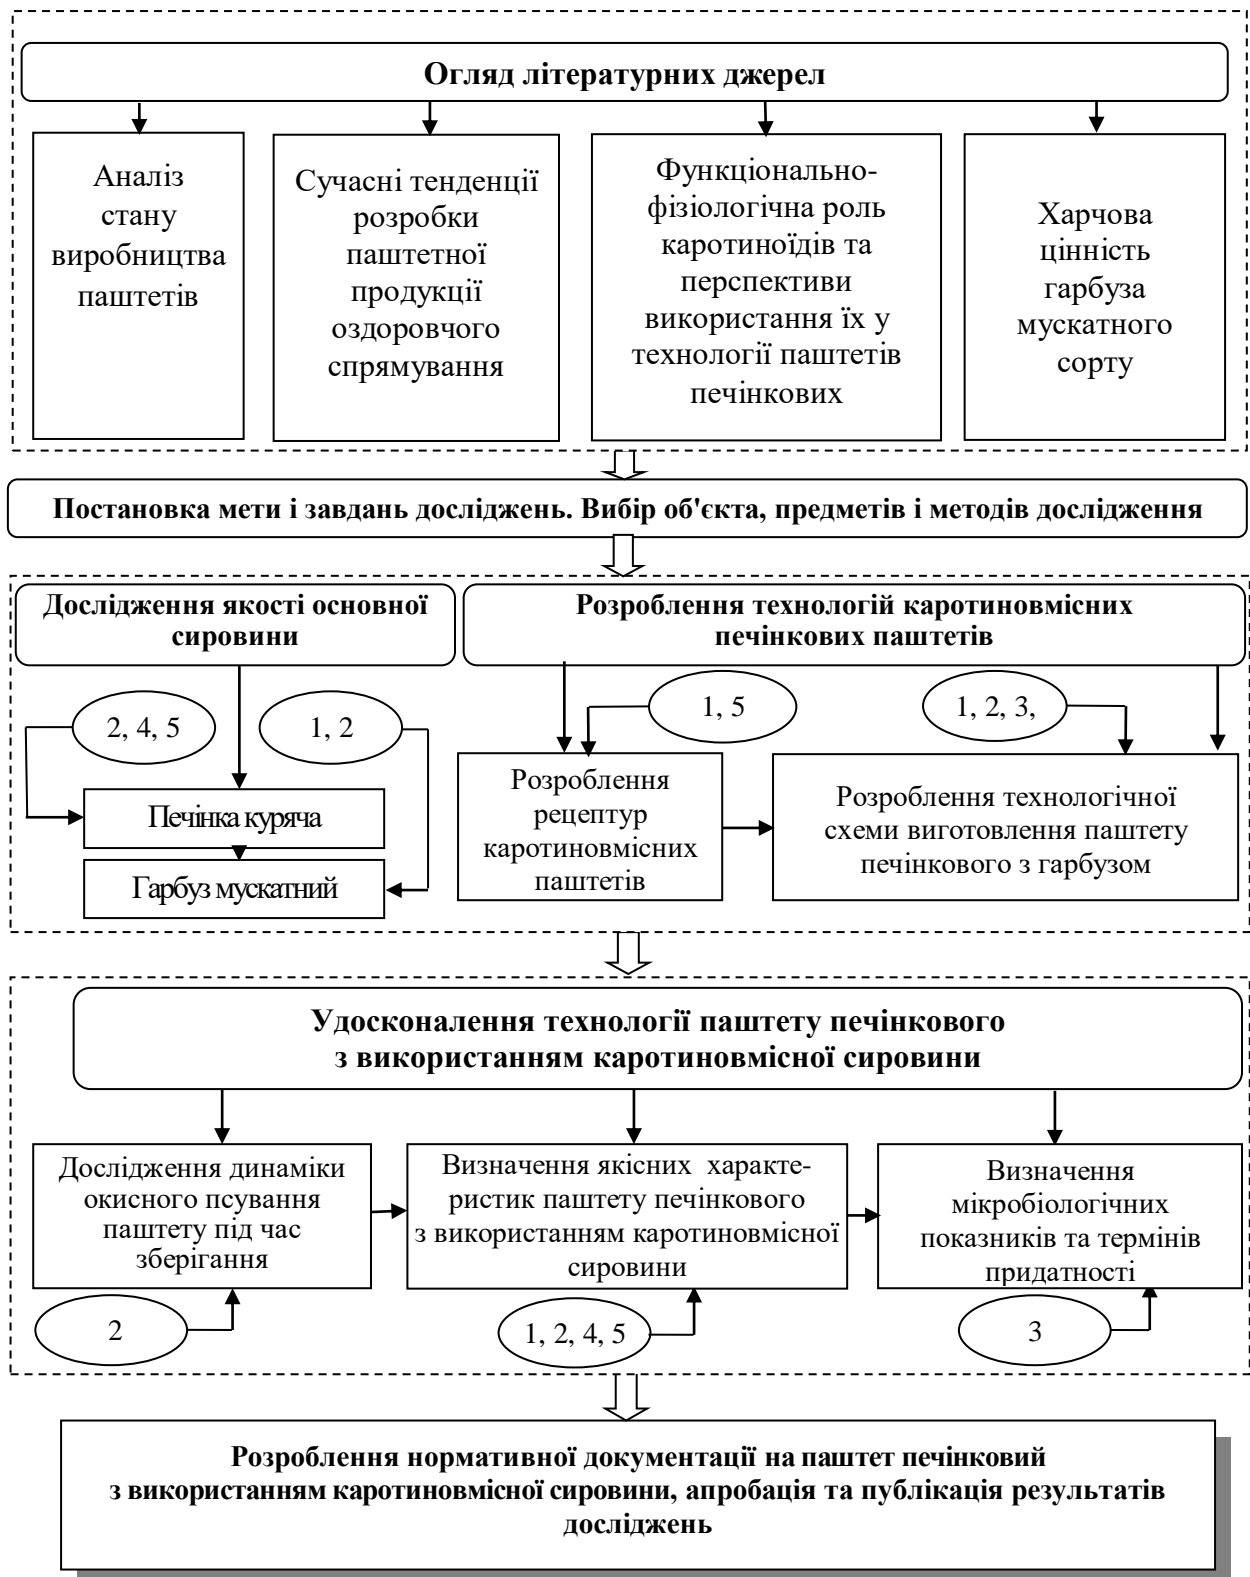 Огляд літературних джерел
Аналіз
стану
виробництва
паштетів
Сучасні тенденції
розробки
паштетної
продукції
оздоровчого
спрямування
Функціонально-
фізіологічна роль
каротиноїдів та
перспективи
використання їх у
технології паштетів
печінкових
Харчова
цінність
гарбуза
мускатного
сорту
Постановка мети і завдань досліджень. Вибір об'єкта, предметів і методів дослідження
Дослідження якості основної
сировини
Розроблення технологій каротиновмісних
печінкових паштетів
2, 4, 5
1, 2
1, 5
1, 2, 3,
Печінка куряча
Гарбуз мускатний
Розроблення
рецептур
каротиновмісних
паштетів
Розроблення технологічної
схеми виготовлення паштету
печінкового з гарбузом
Удосконалення технології паштету печінкового
з використанням каротиновмісної сировини
Дослідження динаміки
окисного псування
паштету під час
зберігання
Визначення якісних характе-
ристик паштету печінкового
з використанням каротиновмісної
сировини
Визначення
мікробіологічних
показників та термінів
придатності
2
1, 2, 4, 5
3
Розроблення нормативної документації на паштет печінковий
з використанням каротиновмісної сировини, апробація та публікація результатів
досліджень